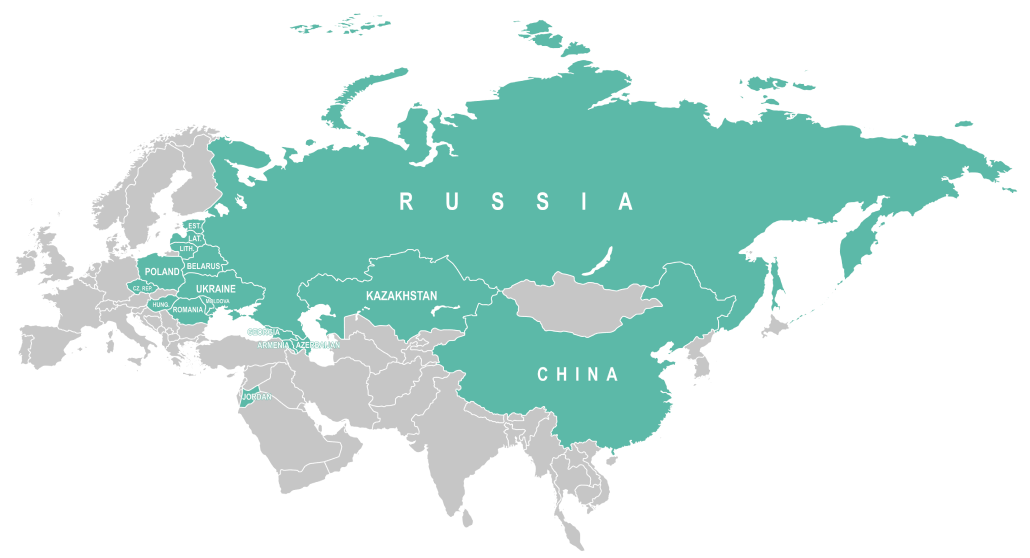 RUSSIA
EST.
LAT.
LITH.
BELARUS
POLAND
UKRAINE
CZ. REP.
KAZAKHSTAN
HUNG.
MOLDOVA
ROMANIA
GEORGIA
ARMENIA
AZERBAIJAN
CHINA
JORDAN